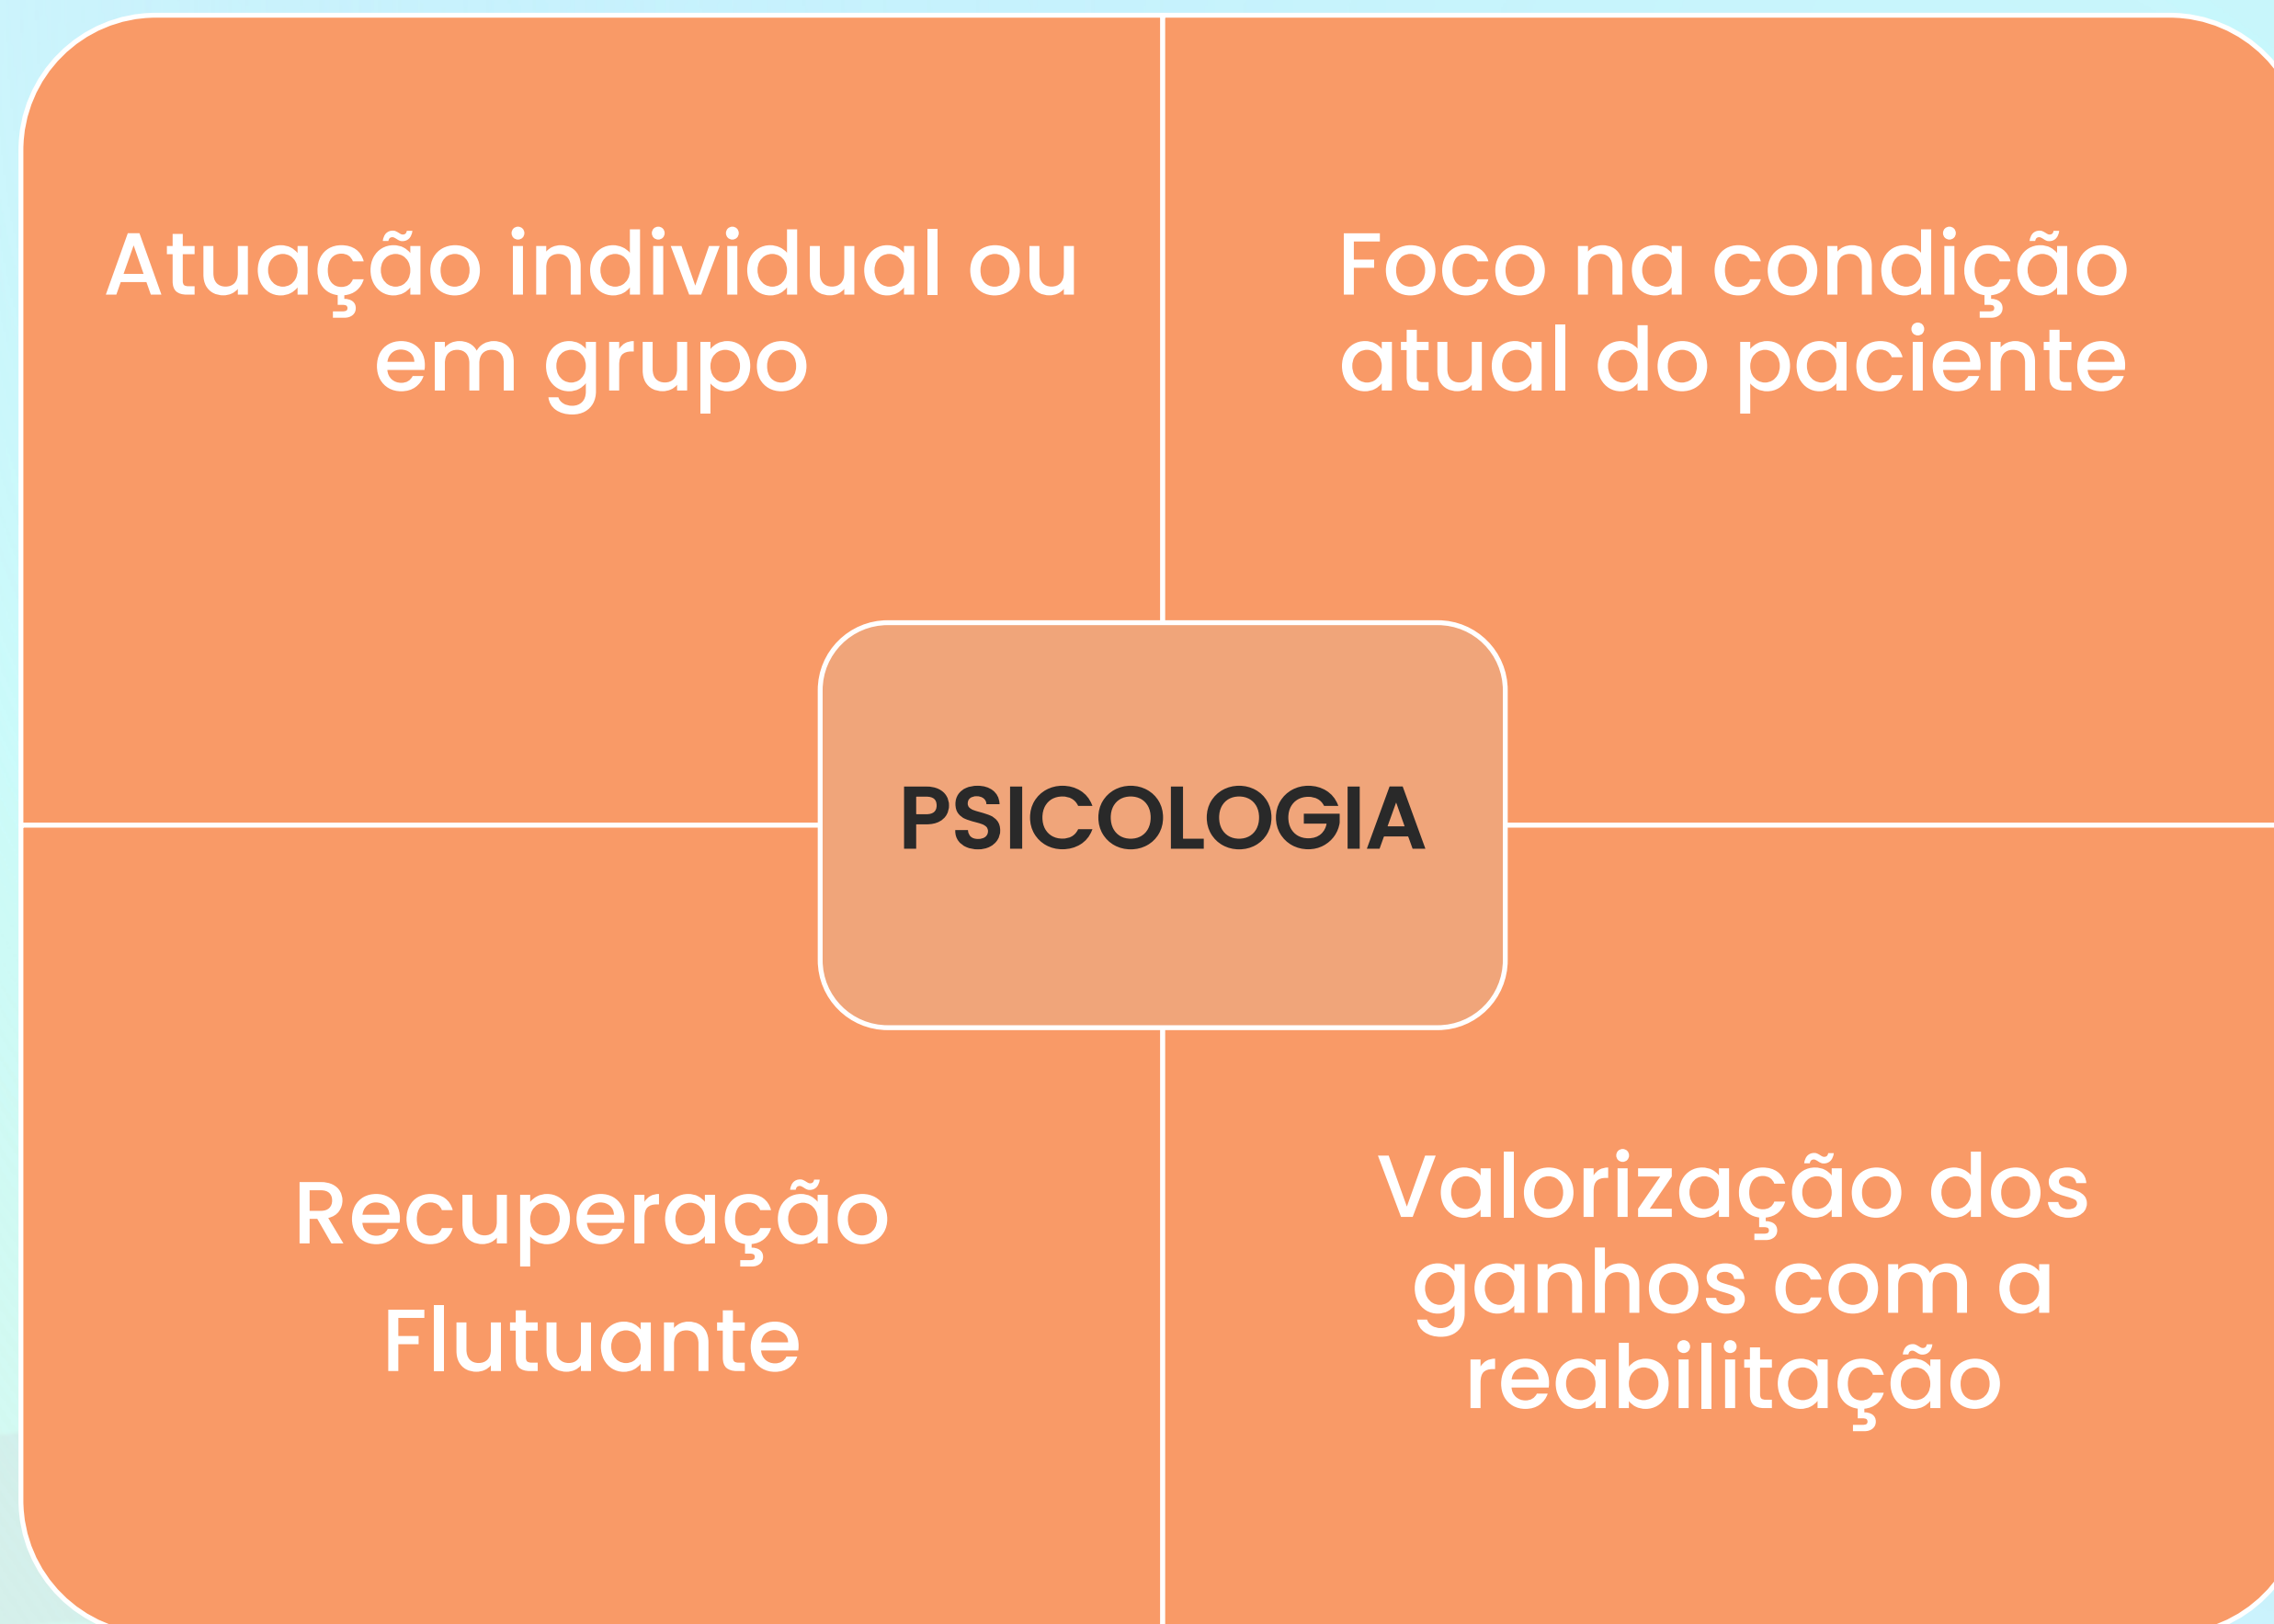 Atuação individual ou
em grupo
Foco na condição
atual do paciente
PSICOLOGIA
Recuperação
Flutuante
Valorização dos
ganhos com a
reabilitação